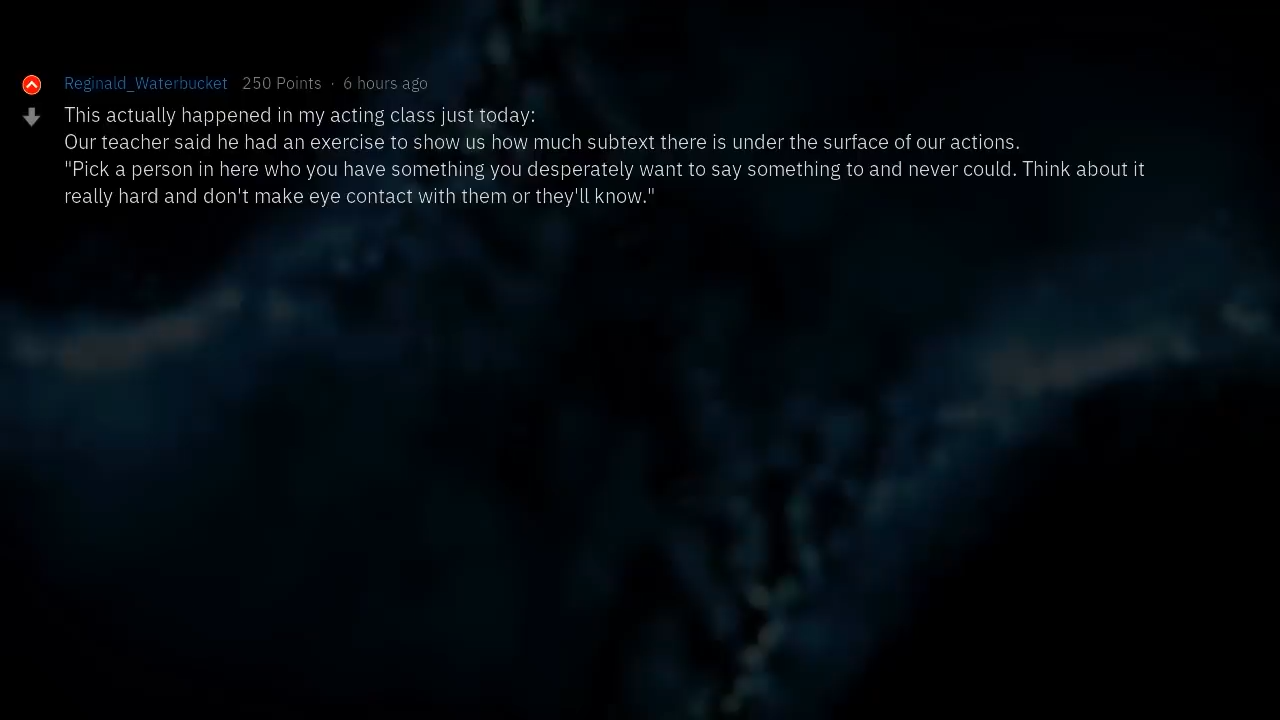 Reginald_Waterbucket 250 Points · 6 hours ago
This actually happened in my acting class just today:
Our teacher said he had an exercise to show us how much subtext there is under the surface of our actions.
"Pick a person in here who you have something you desperately want to say something to and never could. Think about it
really hard and don't make eye contact with them or they'll know."